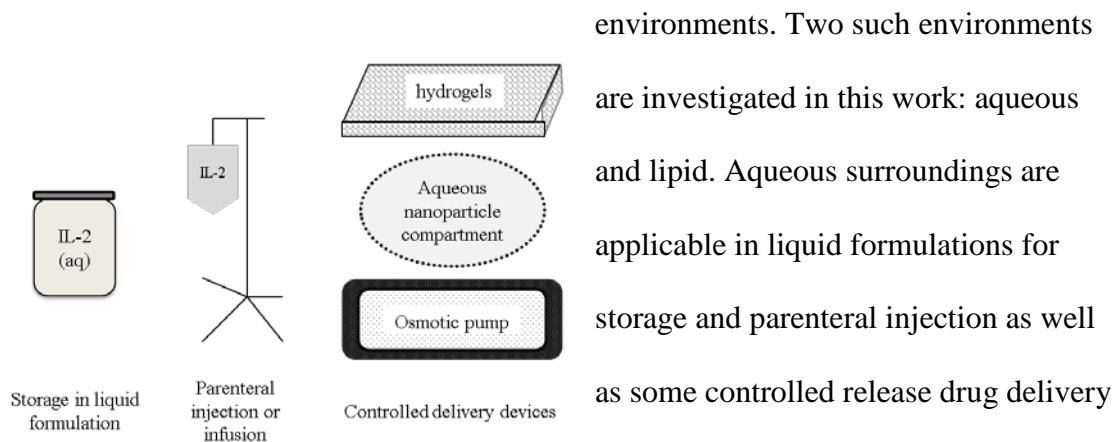 environments. Two such environments
are investigated in this work: aqueous
and lipid. Aqueous surroundings are
applicable in liquid formulations for
storage and parenteral injection as well
as some controlled release drug delivery
IL-2
(aq)
Storage in liquid
formulation
IL-2
Parenteral
injection or
infusion
hydrogels
Aqueous
nanoparticle
compartment
Osmotic pump
Controlled delivery devices